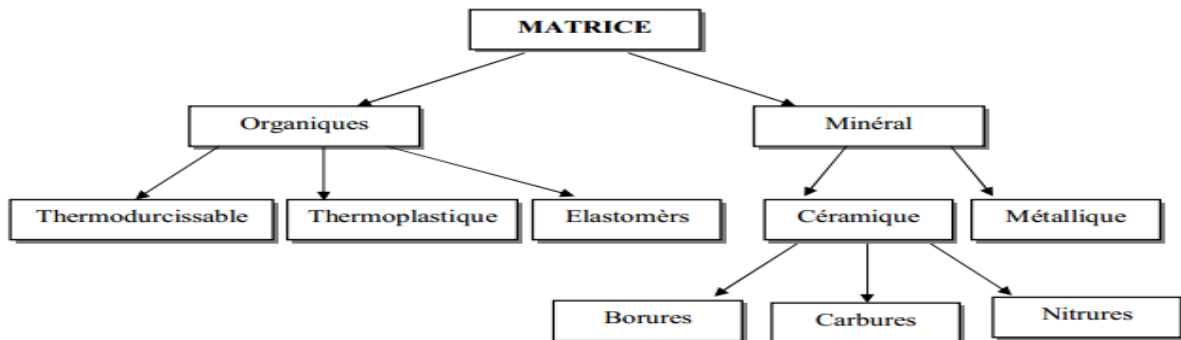 MATRICE
Organiques
Minéral
Thermodurcissable
Thermoplastique
Elastomèrs
Céramique
Métallique
Borures
Carbures
Nitrures